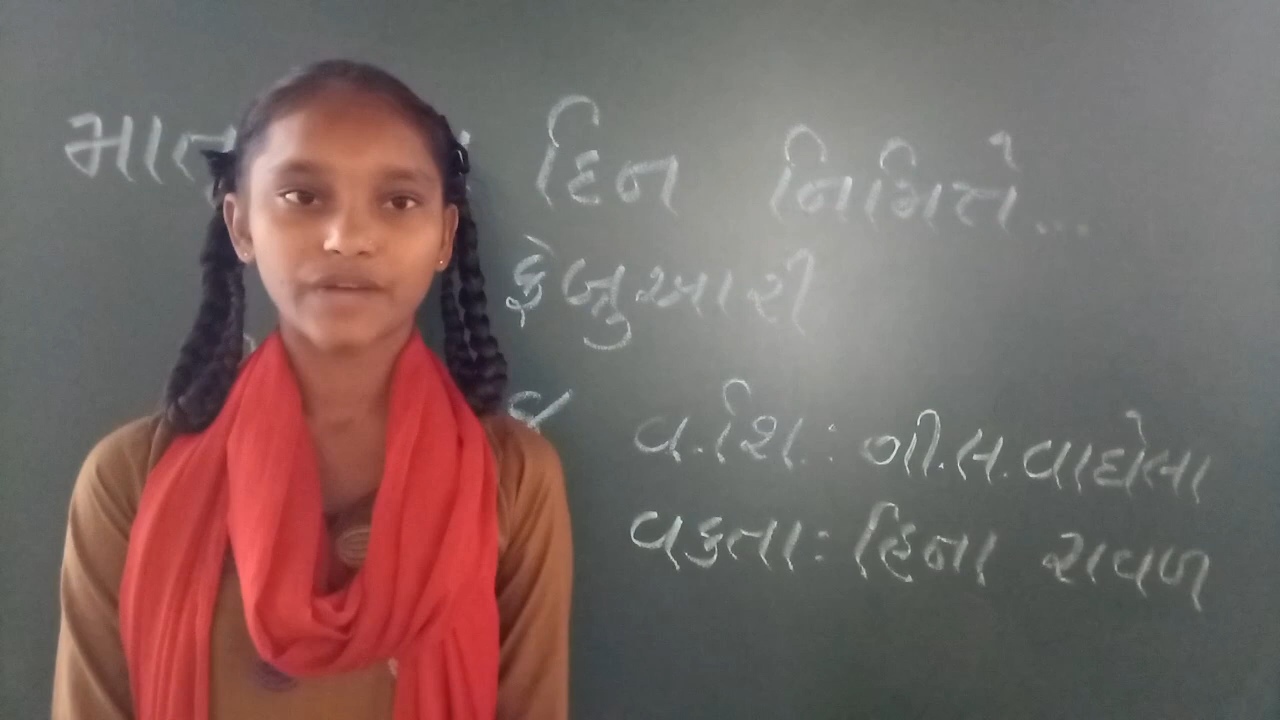 માતૃ દિન નિમિત્તે...
ફેબ્રુઆરી
વ.શિ.: બી.સ.વાઘેલા
વક્તા: હિના રાવળ